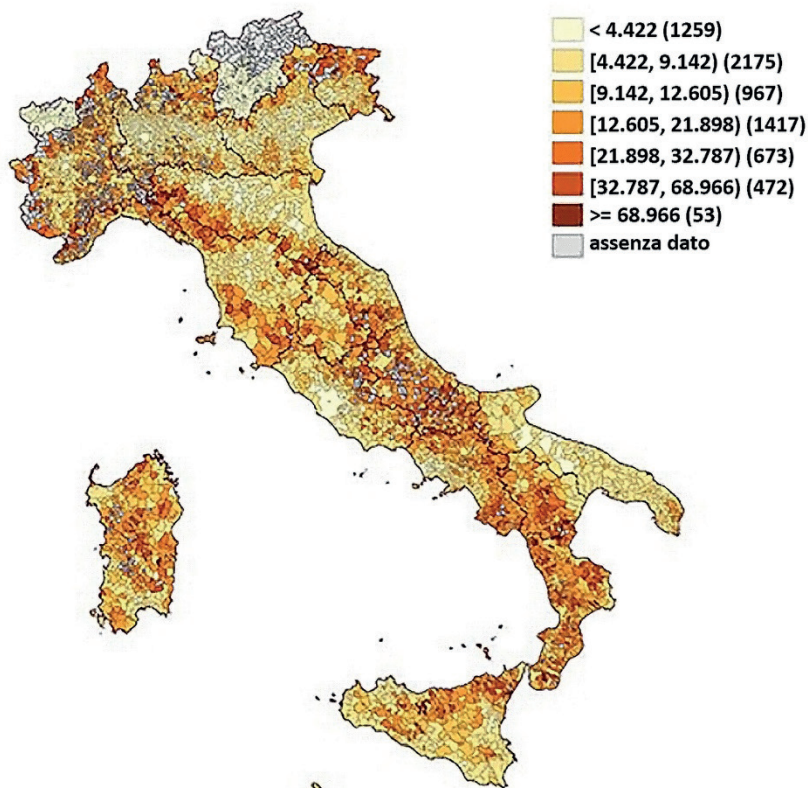 < 4.422 (1259)
[4.422, 9.142) (2175)
[9.142, 12.605) (967)
[12.605, 21.898) (1417)
[21.898, 32.787) (673)
[32.787, 68.966) (472)
>= 68.966 (53)
assenza dato